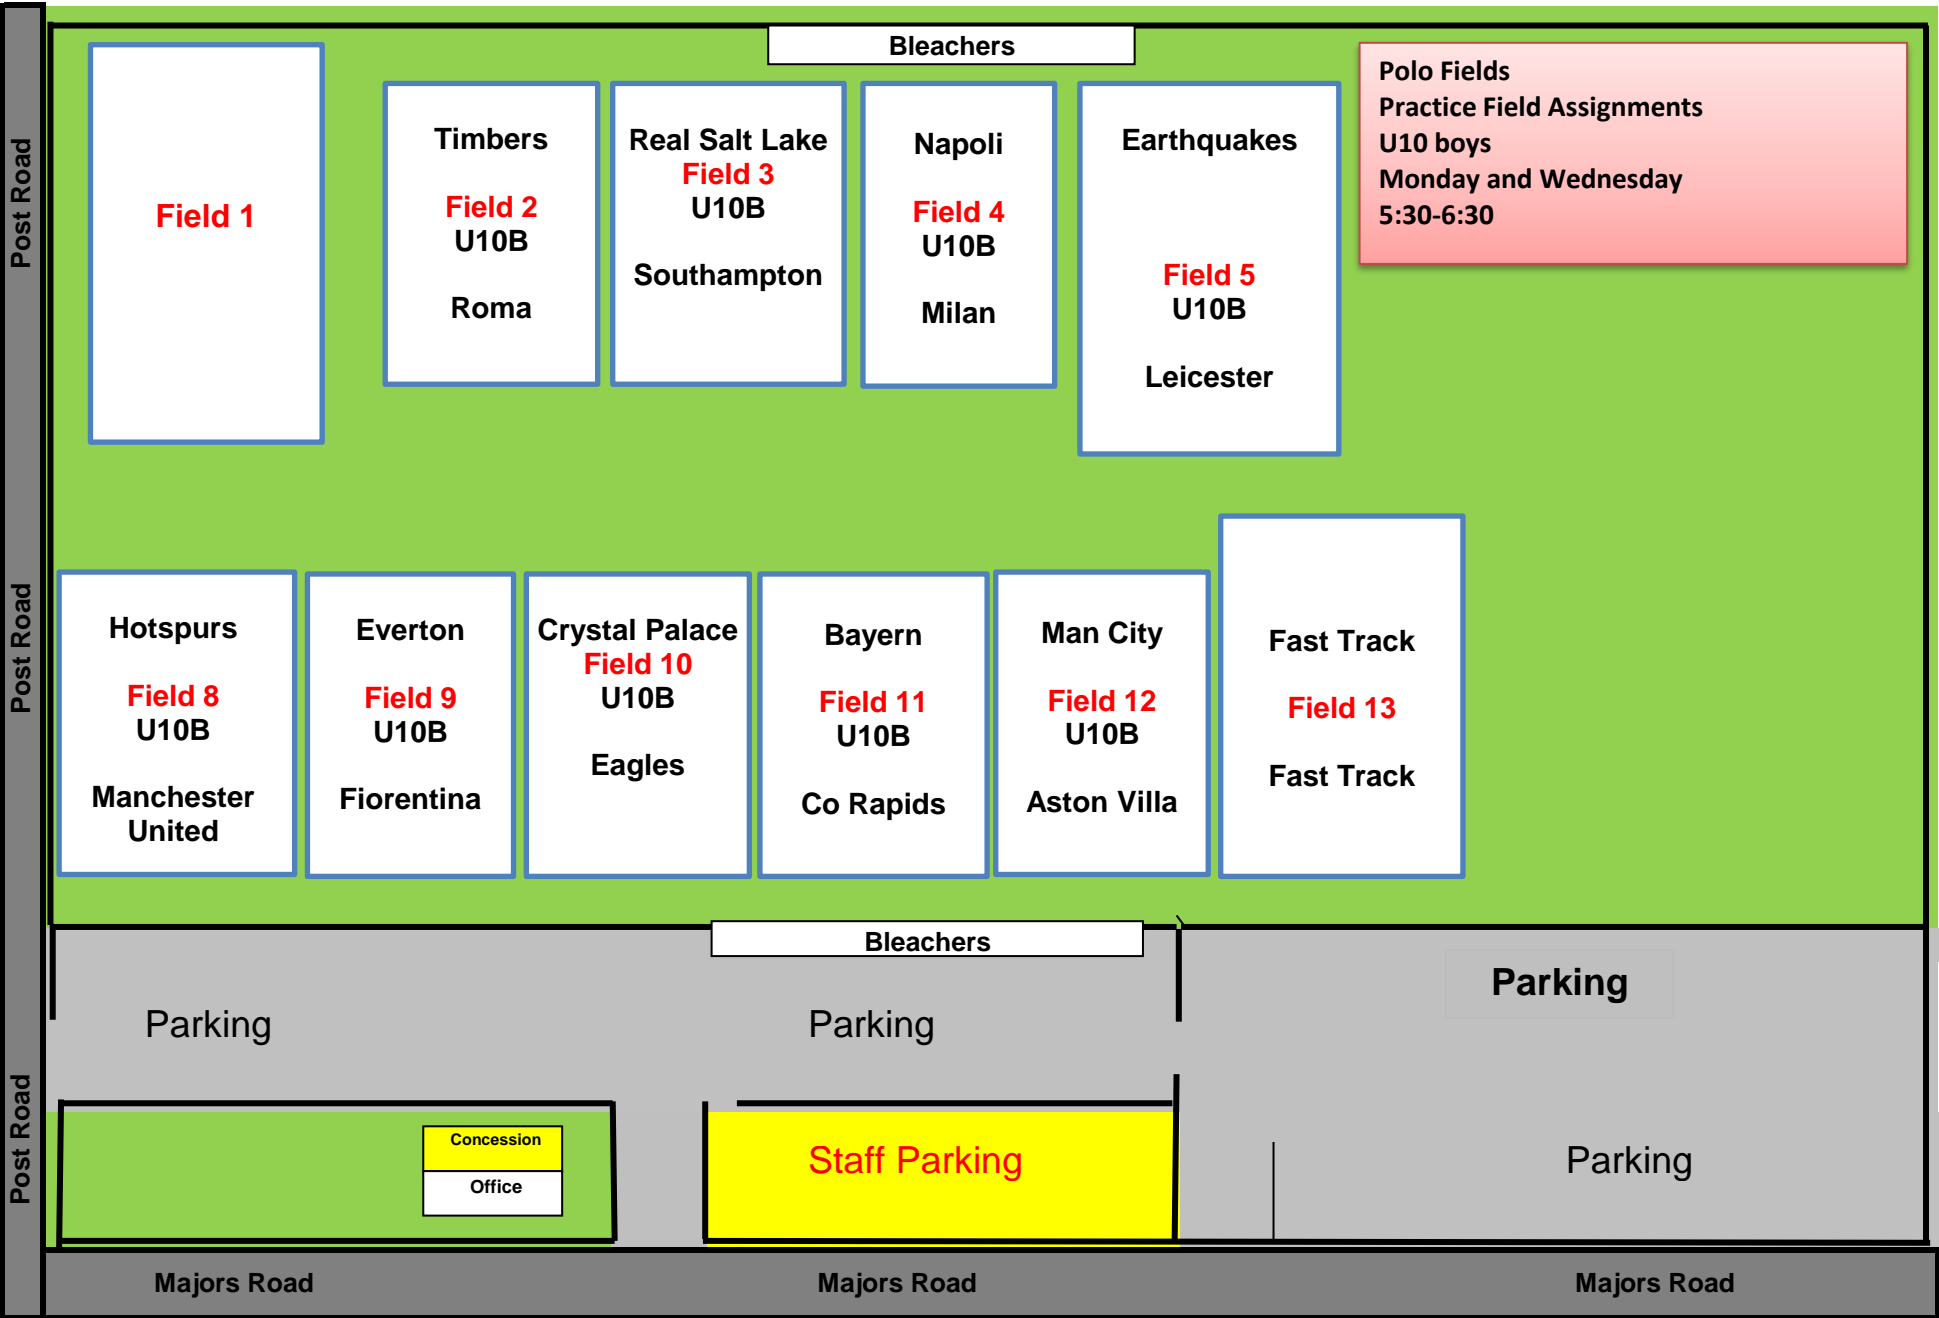 Bleachers
Polo Fields
Practice Field Assignments
U10 boys
Monday and Wednesday
5:30-6:30
Post Road
Field 1
Timbers
Field 2
U10B
Roma
Real Salt Lake
Field 3
U10B
Southampton
Napoli
Field 4
U10B
Milan
Earthquakes
Field 5
U10B
Leicester
Post Road
Hotspurs
Field 8
U10B
Manchester
United
Everton
Field 9
U10B
Fiorentina
Crystal Palace
Field 10
U10B
Eagles
Bayern
Field 11
U10B
Co Rapids
Man City
Field 12
U10B
Aston Villa
Fast Track
Field 13
Fast Track
Bleachers
Parking
Parking
Parking
Post Road
Concession
Office
Staff Parking
Parking
Majors Road
Majors Road
Majors Road